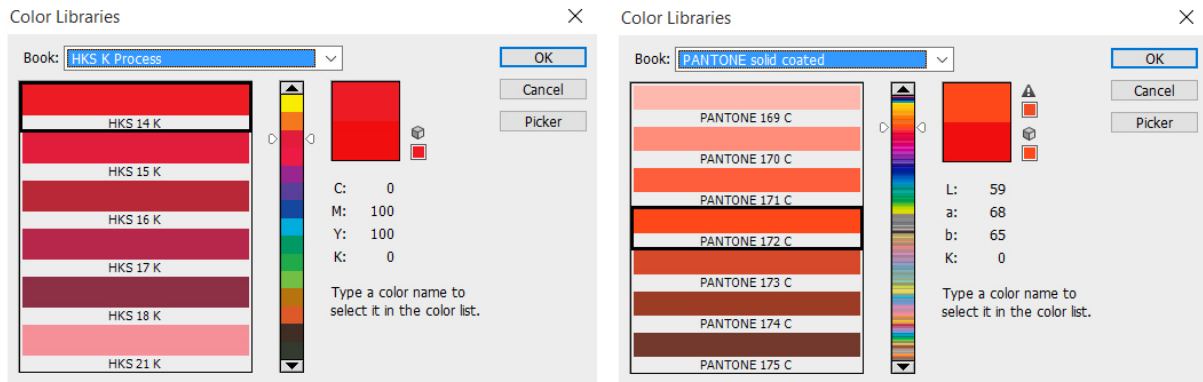 Color Libraries
Book: HKS K Process
OK
Cancel
Picker
HKS 14 K
HKS 15 K
HKS 16 K
HKS 17 K
HKS 18 K
HKS 21 K
C: 0
M: 100
Y: 100
K: 0
Type a color name to
select it in the color list.
Color Libraries
Book: PANTONE solid coated
OK
Cancel
Picker
PANTONE 169 C
PANTONE 170 C
PANTONE 171 C
PANTONE 172 C
PANTONE 173 C
PANTONE 174 C
PANTONE 175 C
L: 59
a: 68
b: 65
K: 0
Type a color name to
select it in the color list.